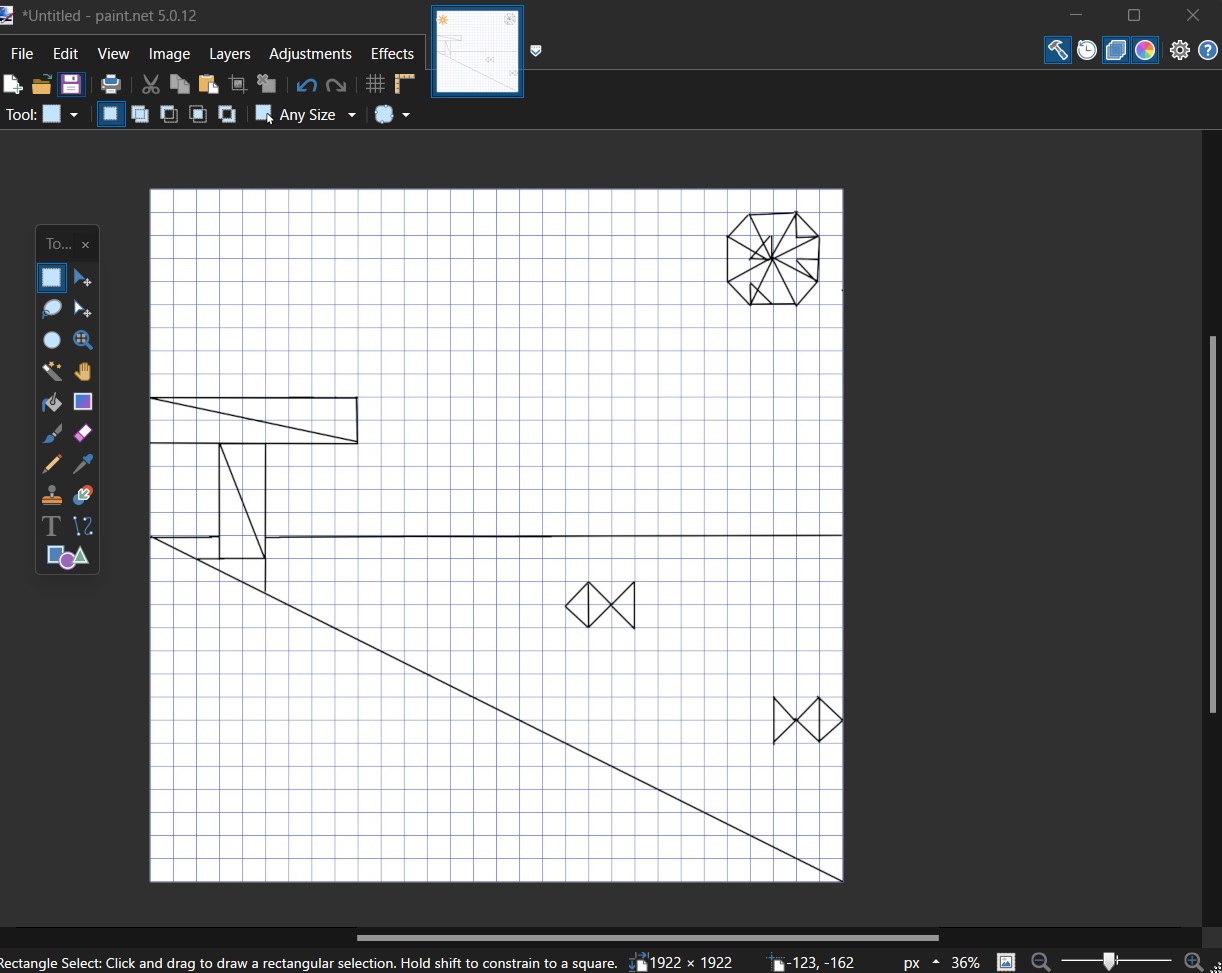 *Untitled - paint.net 5.0.12
File Edit View Image Layers Adjustments Effects
Tool: Any Size
To... ×
Rectangle Select: Click and drag to draw a rectangular selection. Hold shift to constrain to a square. 1922 × 1922 -123, -162 px 36%